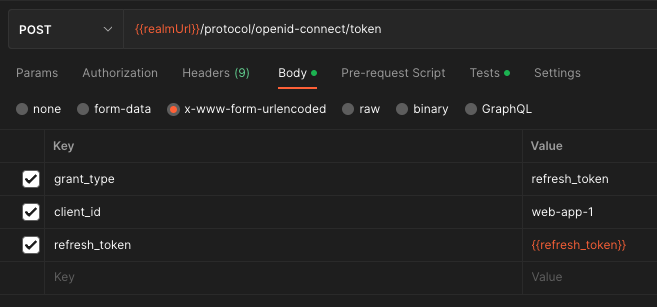 POST {{realmUrl}}/protocol/openid-connect/token
Params Authorization Headers (9) Body Pre-request Script Tests Settings
none form-data x-www-form-urlencoded raw binary GraphQL
Key Value
grant_type refresh_token
client_id web-app-1
refresh_token {{refresh_token}}
Key Value